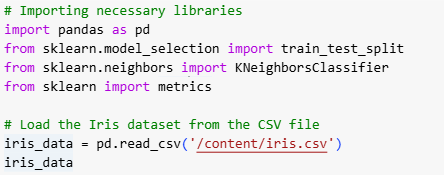 # Importing necessary libraries
import pandas as pd
from sklearn.model_selection import train_test_split
from sklearn.neighbors import KNeighborsClassifier
from sklearn import metrics
# Load the Iris dataset from the CSV file
iris_data = pd.read_csv('/content/iris.csv')
iris_data